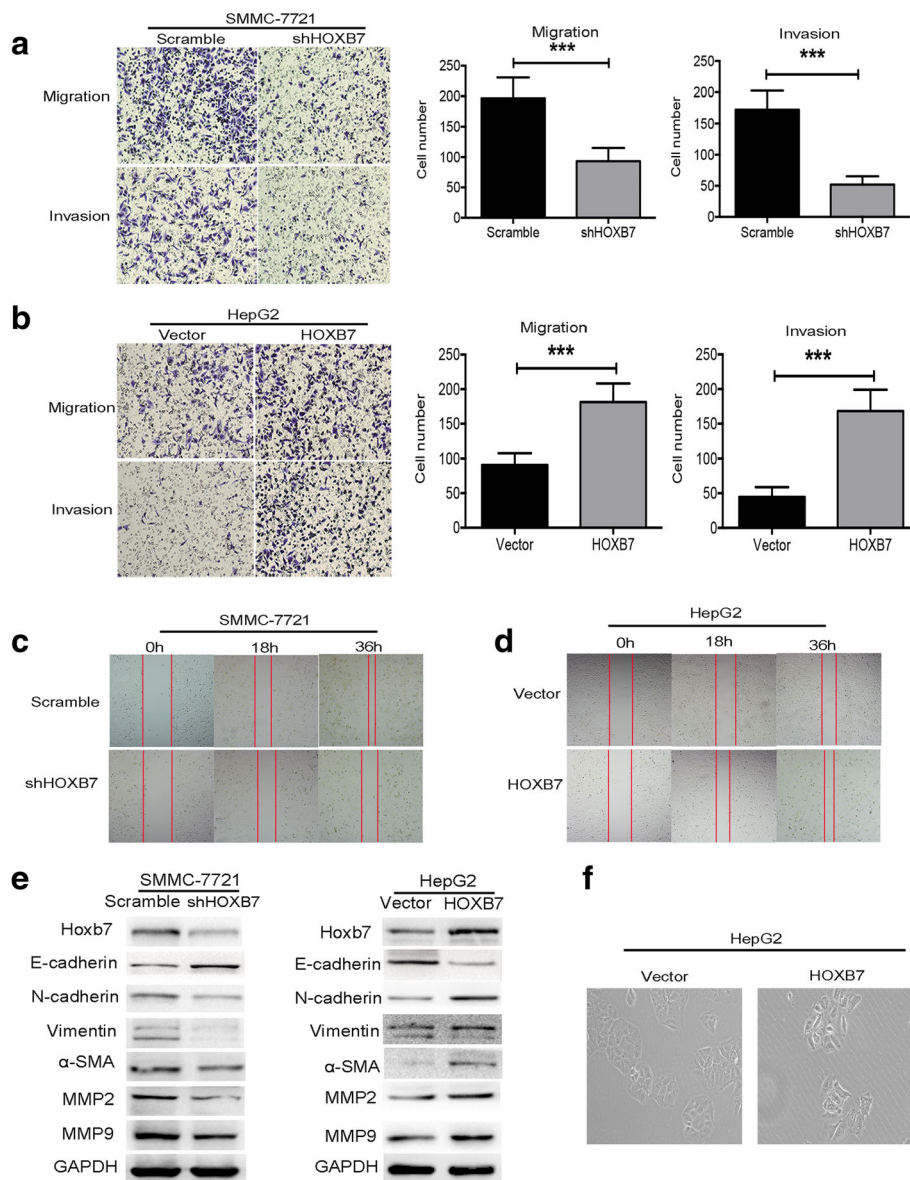 a
SMMC-7721
Scramble shHOXB7
Migration
Invasion
Migration
***
Cell number
250
200
150
100
50
0
Scramble shHOXB7
Invasion
***
Cell number
250
200
150
100
50
0
Scramble shHOXB7
b
HepG2
Vector HOXB7
Migration
Invasion
Migration
***
Cell number
250
200
150
100
50
0
Vector HOXB7
Invasion
***
Cell number
250
200
150
100
50
0
Vector HOXB7
c
SMMC-7721
0h 18h 36h
Scramble
shHOXB7
d
HepG2
0h 18h 36h
Vector
HOXB7
e
SMMC-7721
Scramble shHOXB7
Hoxb7
E-cadherin
N-cadherin
Vimentin
α-SMA
MMP2
MMP9
GAPDH
HepG2
Vector HOXB7
Hoxb7
E-cadherin
N-cadherin
Vimentin
α-SMA
MMP2
MMP9
GAPDH
f
HepG2
Vector HOXB7